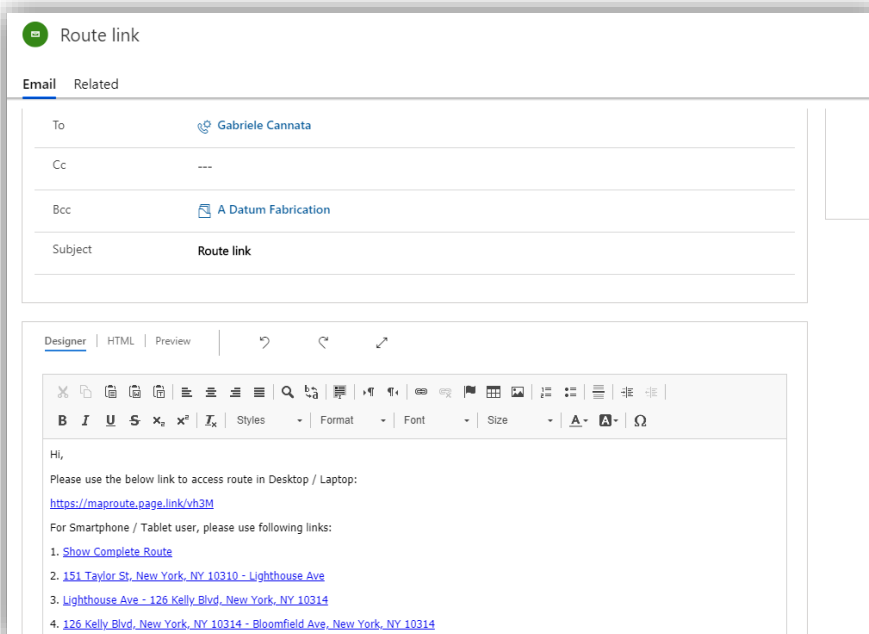 Route link
Email Related
To Gabriele Cannata
Cc ---
Bcc A Datum Fabrication
Subject Route link
Designer | HTML | Preview
B I U S x₂ x² Tx Styles Format Font Size A A Ω
Hi,
Please use the below link to access route in Desktop / Laptop:
https://maproute.page.link/vh3M
For Smartphone / Tablet user, please use following links:
1. Show Complete Route
2. 151 Taylor St, New York, NY 10310 - Lighthouse Ave
3. Lighthouse Ave - 126 Kelly Blvd, New York, NY 10314
4. 126 Kelly Blvd, New York, NY 10314 - Bloomfield Ave, New York, NY 10314